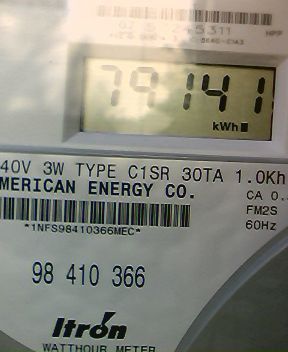 79141
kWh
40V 3W TYPE C1SR 30TA 1.0Kh
MERICAN ENERGY CO.
CA 0.
FM2S
60Hz
*1NFS98410366MEC*
98 410 366
Itron
WATTHOUR METER